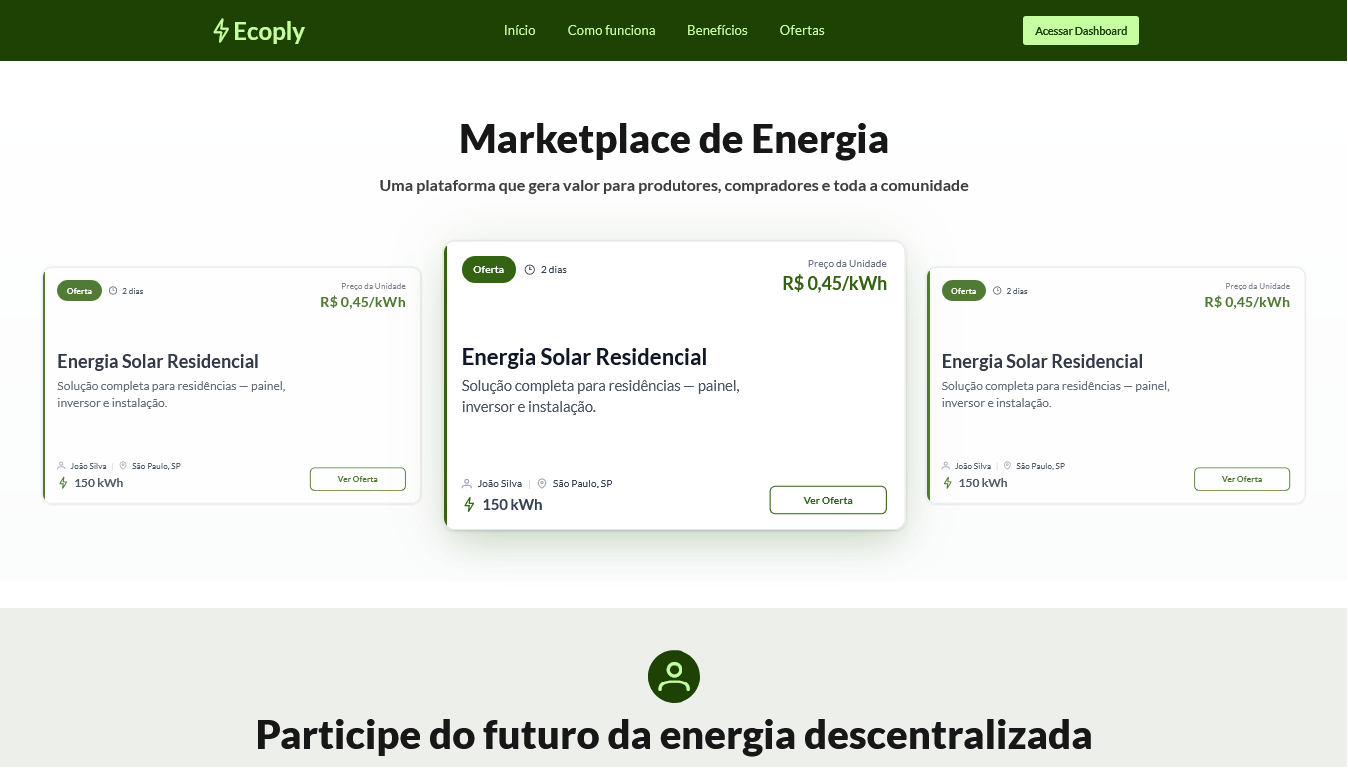 Ecoply
Início
Como funciona
Benefícios
Ofertas
Acessar Dashboard
Marketplace de Energia
Uma plataforma que gera valor para produtores, compradores e toda a comunidade
Oferta
2 dias
Preço da Unidade
R$ 0,45/kWh
Energia Solar Residencial
Solução completa para residências — painel,
inversor e instalação.
João Silva | São Paulo, SP
150 kWh
Ver Oferta
Oferta
2 dias
Preço da Unidade
R$ 0,45/kWh
Energia Solar Residencial
Solução completa para residências — painel,
inversor e instalação.
João Silva | São Paulo, SP
150 kWh
Ver Oferta
Oferta
2 dias
Preço da Unidade
R$ 0,45/kWh
Energia Solar Residencial
Solução completa para residências — painel,
inversor e instalação.
João Silva | São Paulo, SP
150 kWh
Ver Oferta
Participe do futuro da energia descentralizada